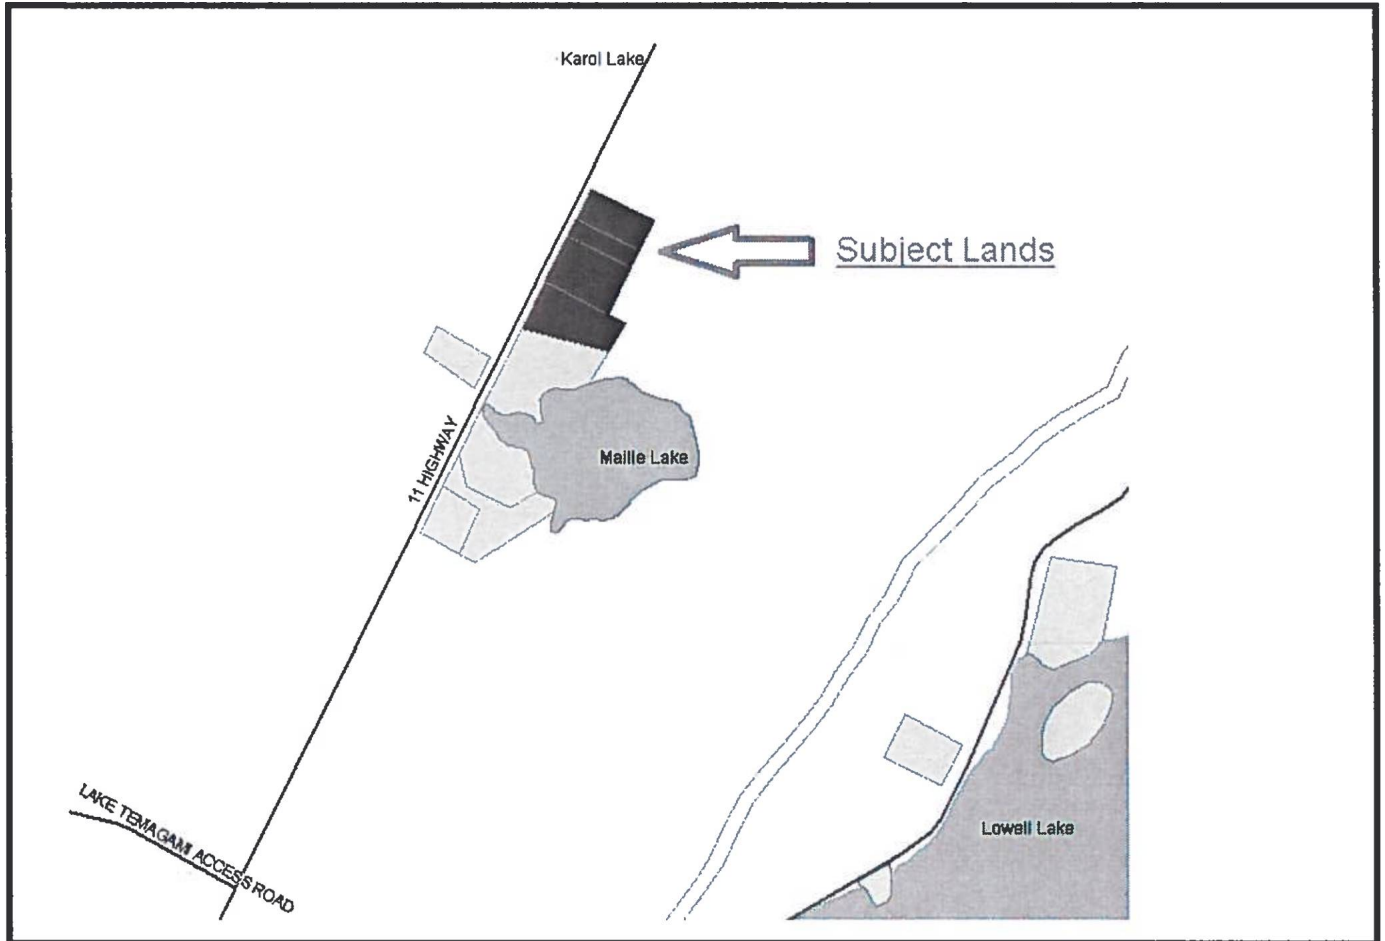 Karol Lake
Subject Lands
11 HIGHWAY
Maille Lake
Lowell Lake
LAKE TEMAGAMI ACCESS ROAD